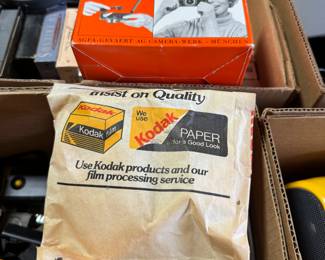 AGFA-GEVAERT AG CAMERA-WERK - MÜNCHEN
Insist on Quality
Kodak
Kodak
film
We
use
Kodak
PAPER
for a Good Look
Use Kodak products and our
film processing service